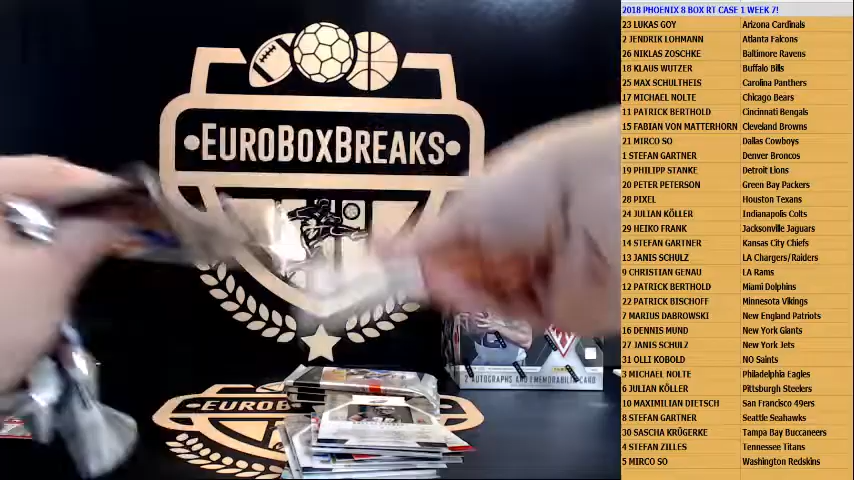 EUROBOXBREAKS
2 AUTOGRAPHS AND 1 MEMORABILIA CARD
EUROB
2018 PHOENIX 8 BOX RT CASE 1 WEEK 7!
23 LUKAS GOY Arizona Cardinals
2 JENDRIK LOHMANN Atlanta Falcons
26 NIKLAS ZOSCHKE Baltimore Ravens
18 KLAUS WUTZER Buffalo Bills
25 MAX SCHULTHEIS Carolina Panthers
17 MICHAEL NOLTE Chicago Bears
11 PATRICK BERTHOLD Cincinnati Bengals
15 FABIAN VON MATTERHORN Cleveland Browns
21 MIRCO SO Dallas Cowboys
1 STEFAN GARTNER Denver Broncos
19 PHILIPP STANKE Detroit Lions
20 PETER PETERSON Green Bay Packers
28 PIXEL Houston Texans
24 JULIAN KÖLLER Indianapolis Colts
29 HEIKO FRANK Jacksonville Jaguars
14 STEFAN GARTNER Kansas City Chiefs
13 JANIS SCHULZ LA Chargers/Raiders
9 CHRISTIAN GENAU LA Rams
12 PATRICK BERTHOLD Miami Dolphins
22 PATRICK BISCHOFF Minnesota Vikings
7 MARIUS DABROWSKI New England Patriots
16 DENNIS MUND New York Giants
27 JANIS SCHULZ New York Jets
31 OLLI KOBOLD NO Saints
3 MICHAEL NOLTE Philadelphia Eagles
6 JULIAN KÖLLER Pittsburgh Steelers
10 MAXIMILIAN DIETSCH San Francisco 49ers
8 STEFAN GARTNER Seattle Seahawks
30 SASCHA KRÜGERKE Tampa Bay Buccaneers
4 STEFAN ZILLES Tennessee Titans
5 MIRCO SO Washington Redskins